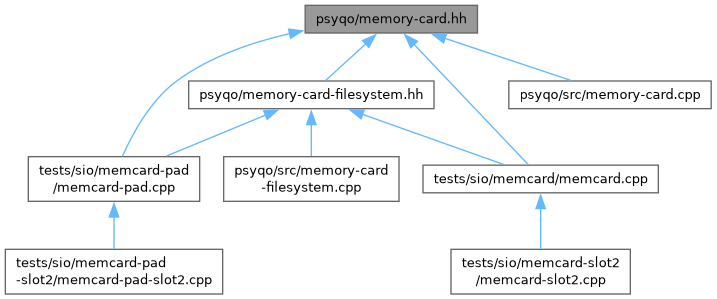 psyqo/memory-card.hh
psyqo/memory-card-filesystem.hh
psyqo/src/memory-card.cpp
tests/sio/memcard-pad
/memcard-pad.cpp
psyqo/src/memory-card
-filesystem.cpp
tests/sio/memcard/memcard.cpp
tests/sio/memcard-pad
-slot2/memcard-pad-slot2.cpp
tests/sio/memcard-slot2
/memcard-slot2.cpp